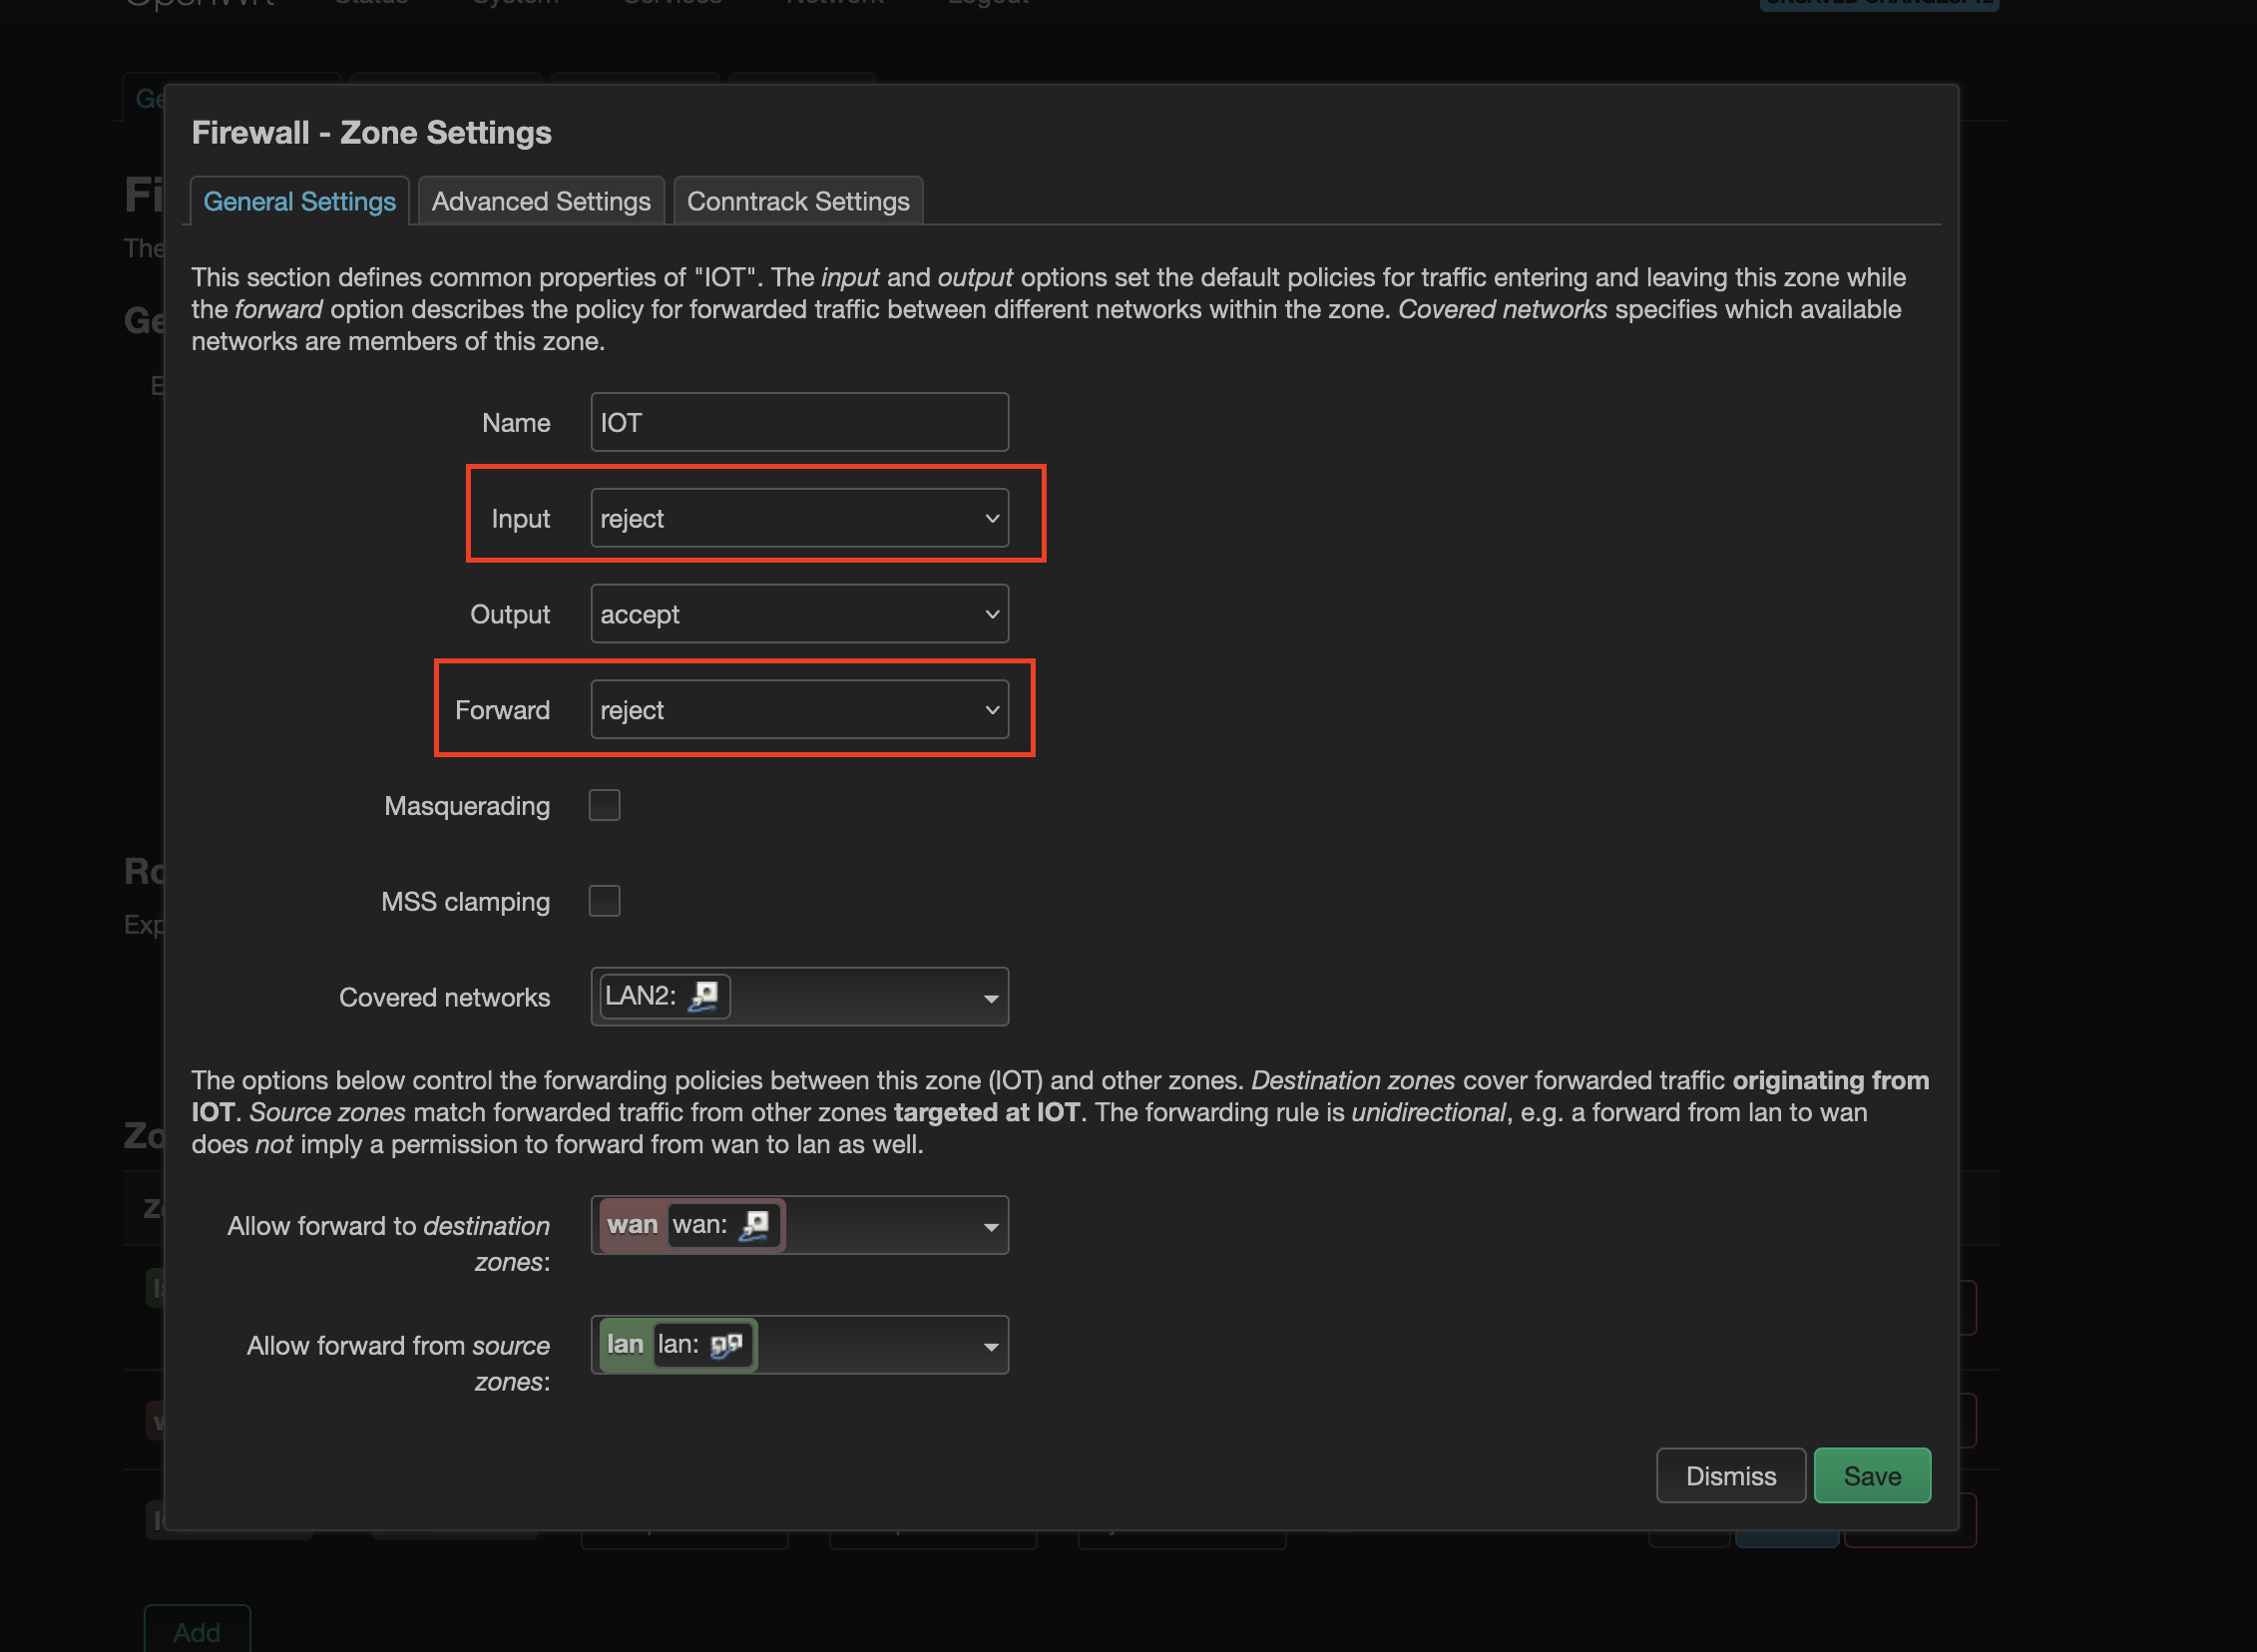 Status System Services Network Logout
Firewall - Zone Settings
General Settings Advanced Settings Conntrack Settings
The
This section defines common properties of "IOT". The input and output options set the default policies for traffic entering and leaving this zone while
the forward option describes the policy for forwarded traffic between different networks within the zone. Covered networks specifies which available
networks are members of this zone.
Name IOT
Input reject
Output accept
Forward reject
Masquerading
MSS clamping
Covered networks LAN2:
The options below control the forwarding policies between this zone (IOT) and other zones. Destination zones cover forwarded traffic originating from
IOT. Source zones match forwarded traffic from other zones targeted at IOT. The forwarding rule is unidirectional, e.g. a forward from lan to wan
does not imply a permission to forward from wan to lan as well.
Allow forward to destination
zones:
wan wan:
Allow forward from source
zones:
lan lan:
Dismiss Save
Add